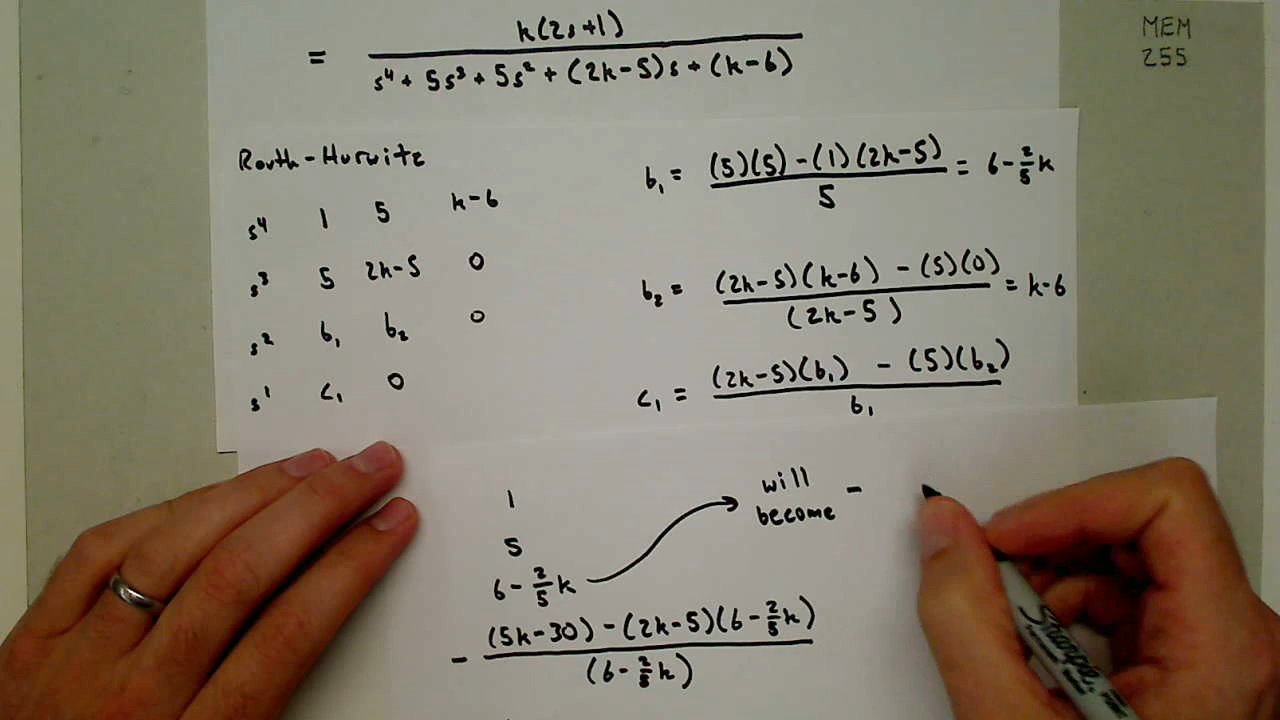 MEM
255
= k(2s+1) / s⁴ + 5s³ + 5s² + (2k-5)s + (k-6)
Routh-Hurwitz
s⁴ 1 5 k-6
s³ 5 2k-5 0
s² b₁ b₂ 0
s¹ c₁ 0
b₁ = (5)(5) - (1)(2k-5) / 5 = 6 - 2/5 k
b₂ = (2k-5)(k-6) - (5)(0) / (2k-5) = k-6
c₁ = (2k-5)(b₁) - (5)(b₂) / b₁
1
5
6 - 2/5 k
will
become -
- (5k-30) - (2k-5)(6 - 2/5 k) / (6 - 2/5 k)
Sharpie